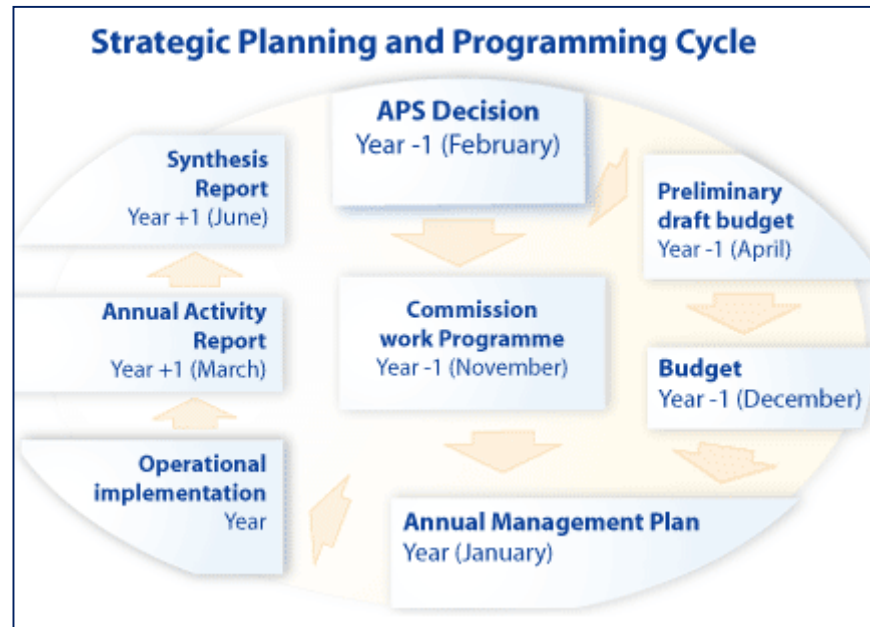 Strategic Planning and Programming Cycle
APS Decision
Year -1 (February)
Synthesis
Report
Year +1 (June)
Preliminary
draft budget
Year -1 (April)
Annual Activity
Report
Year +1 (March)
Commission
work Programme
Year -1 (November)
Budget
Year -1 (December)
Operational
implementation
Year
Annual Management Plan
Year (January)